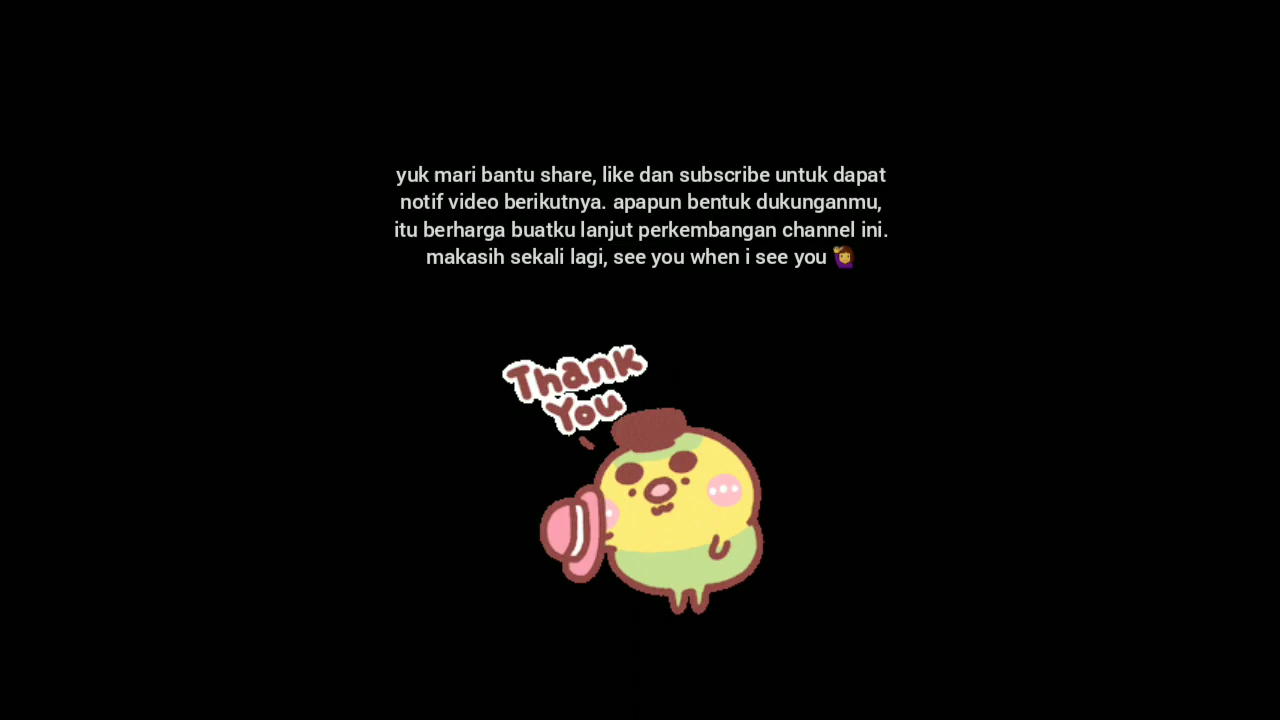 yuk mari bantu share, like dan subscribe untuk dapat
notif video berikutnya. apapun bentuk dukunganmu,
itu berharga buatku lanjut perkembangan channel ini.
makasih sekali lagi, see you when i see you 🙋‍♀️
Thank
You